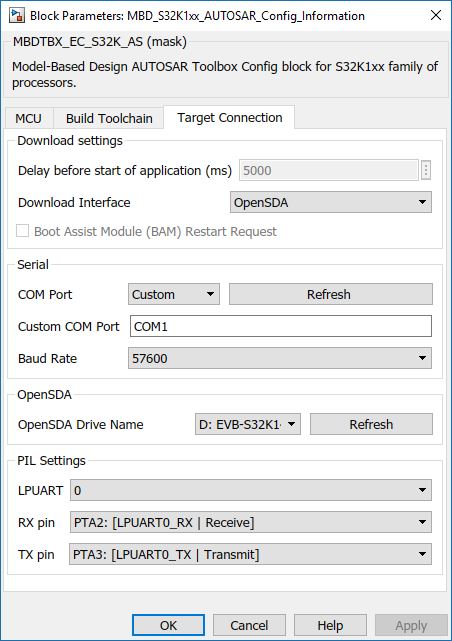 Block Parameters: MBD_S32K1xx_AUTOSAR_Config_Information
MBDTBX_EC_S32K_AS (mask)
Model-Based Design AUTOSAR Toolbox Config block for S32K1xx family of
processors.
MCU Build Toolchain Target Connection
Download settings
Delay before start of application (ms) 5000
Download Interface OpenSDA
Boot Assist Module (BAM) Restart Request
Serial
COM Port Custom Refresh
Custom COM Port COM1
Baud Rate 57600
OpenSDA
OpenSDA Drive Name D: EVB-S32K1 Refresh
PIL Settings
LPUART 0
RX pin PTA2: [LPUART0_RX | Receive]
TX pin PTA3: [LPUART0_TX | Transmit]
OK Cancel Help Apply